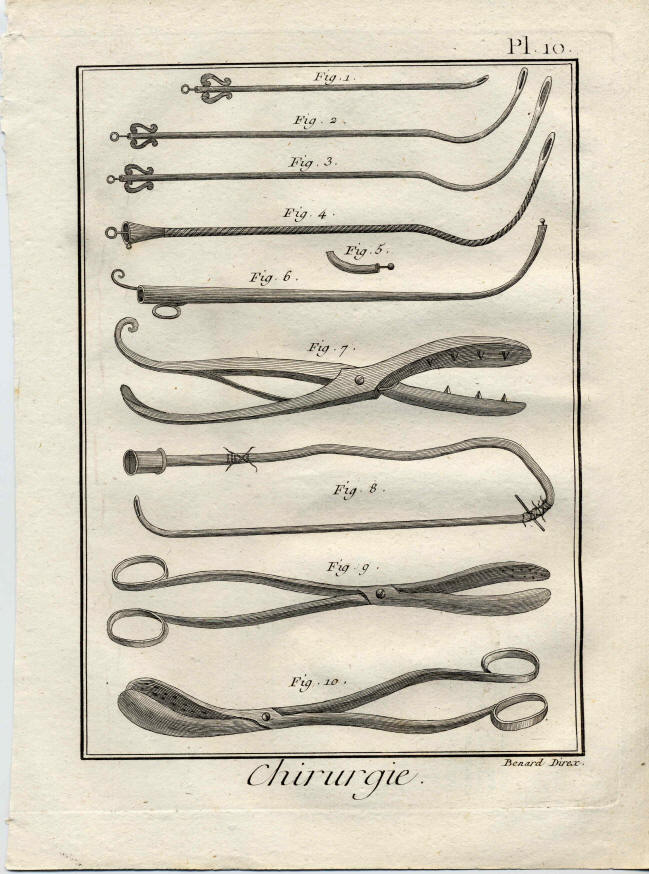 Pl. 10.
Fig. 1.
Fig. 2.
Fig. 3.
Fig. 4.
Fig. 5.
Fig. 6.
Fig. 7.
Fig. 8.
Fig. 9.
Fig. 10.
Benard Direx.
Chirurgie.